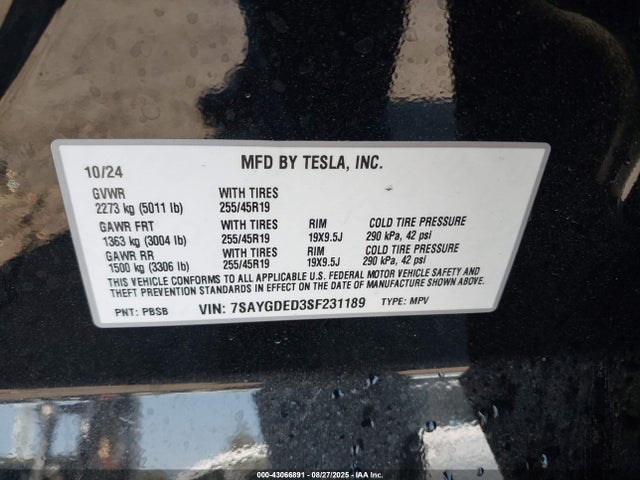 10/24 MFD BY TESLA, INC.
GVWR WITH TIRES
2273 kg (5011 lb) 255/45R19
GAWR FRT WITH TIRES RIM COLD TIRE PRESSURE
1363 kg (3004 lb) 255/45R19 19X9.5J 290 kPa, 42 psi
GAWR RR WITH TIRES RIM COLD TIRE PRESSURE
1500 kg (3306 lb) 255/45R19 19X9.5J 290 kPa, 42 psi
THIS VEHICLE CONFORMS TO ALL APPLICABLE U.S. FEDERAL MOTOR VEHICLE SAFETY AND
THEFT PREVENTION STANDARDS IN EFFECT ON THE DATE OF MANUFACTURE SHOWN ABOVE.
PNT: PBSB VIN: 7SAYGDED3SF231189 TYPE: MPV
000-43066891 - 08/27/2025 - IAA Inc.